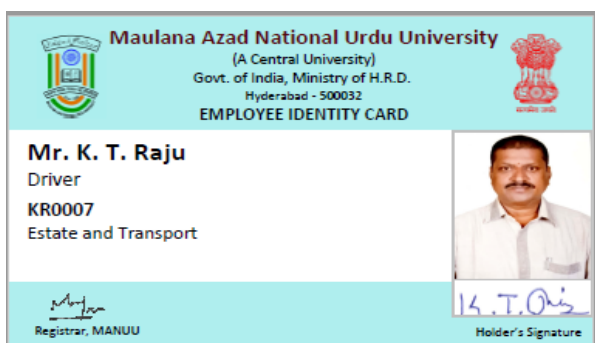 Maulana Azad National Urdu University
(A Central University)
Govt. of India, Ministry of H.R.D.
Hyderabad - 500032
EMPLOYEE IDENTITY CARD
Mr. K. T. Raju
Driver
KR0007
Estate and Transport
K.T.
Registrar, MANUU
Holder's Signature